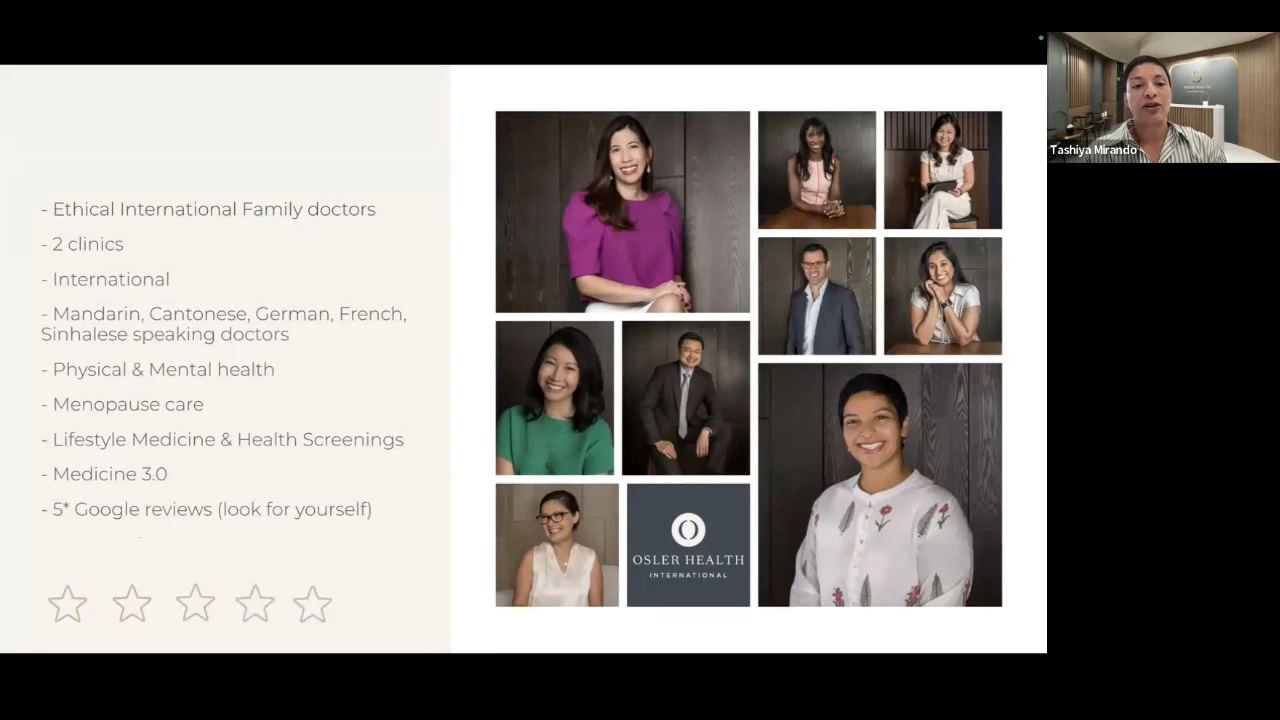 - Ethical International Family doctors
- 2 clinics
- International
- Mandarin, Cantonese, German, French,
Sinhalese speaking doctors
- Physical & Mental health
- Menopause care
- Lifestyle Medicine & Health Screenings
- Medicine 3.0
- 5* Google reviews (look for yourself)
OSLER HEALTH
INTERNATIONAL
Tashiya Mirando